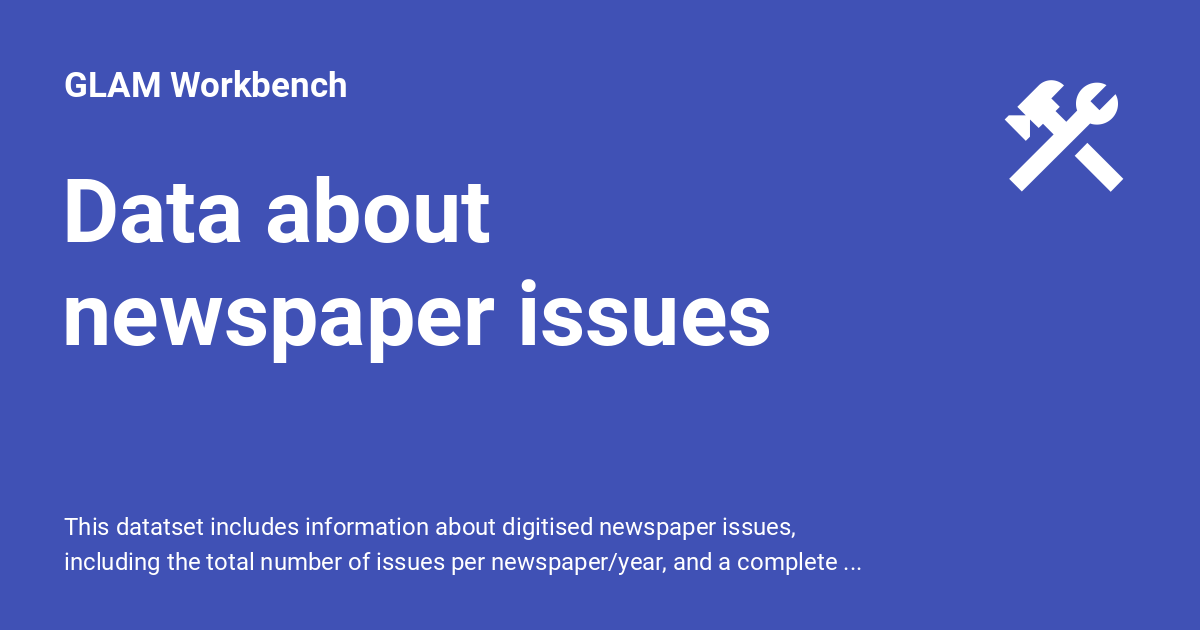 GLAM Workbench
Data about
newspaper issues
This datatset includes information about digitised newspaper issues,
including the total number of issues per newspaper/year, and a complete ...